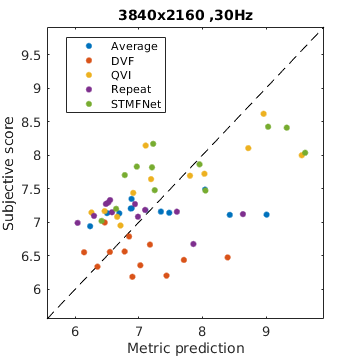 3840x2160 ,30Hz
Average
DVF
QVI
Repeat
STMFNet
Subjective score
9.5
9
8.5
8
7.5
7
6.5
6
6 7 8 9
Metric prediction